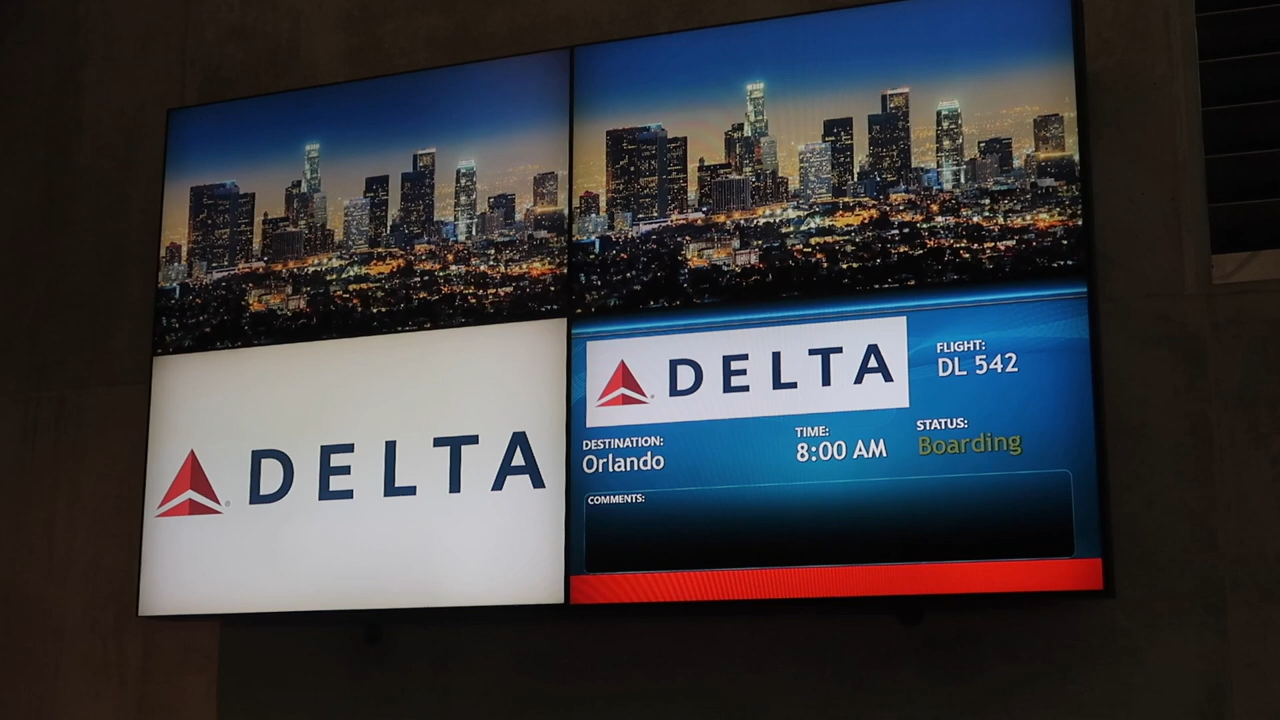 DELTA
DELTA
FLIGHT:
DL 542
DESTINATION:
Orlando
TIME:
8:00 AM
STATUS:
Boarding
COMMENTS: